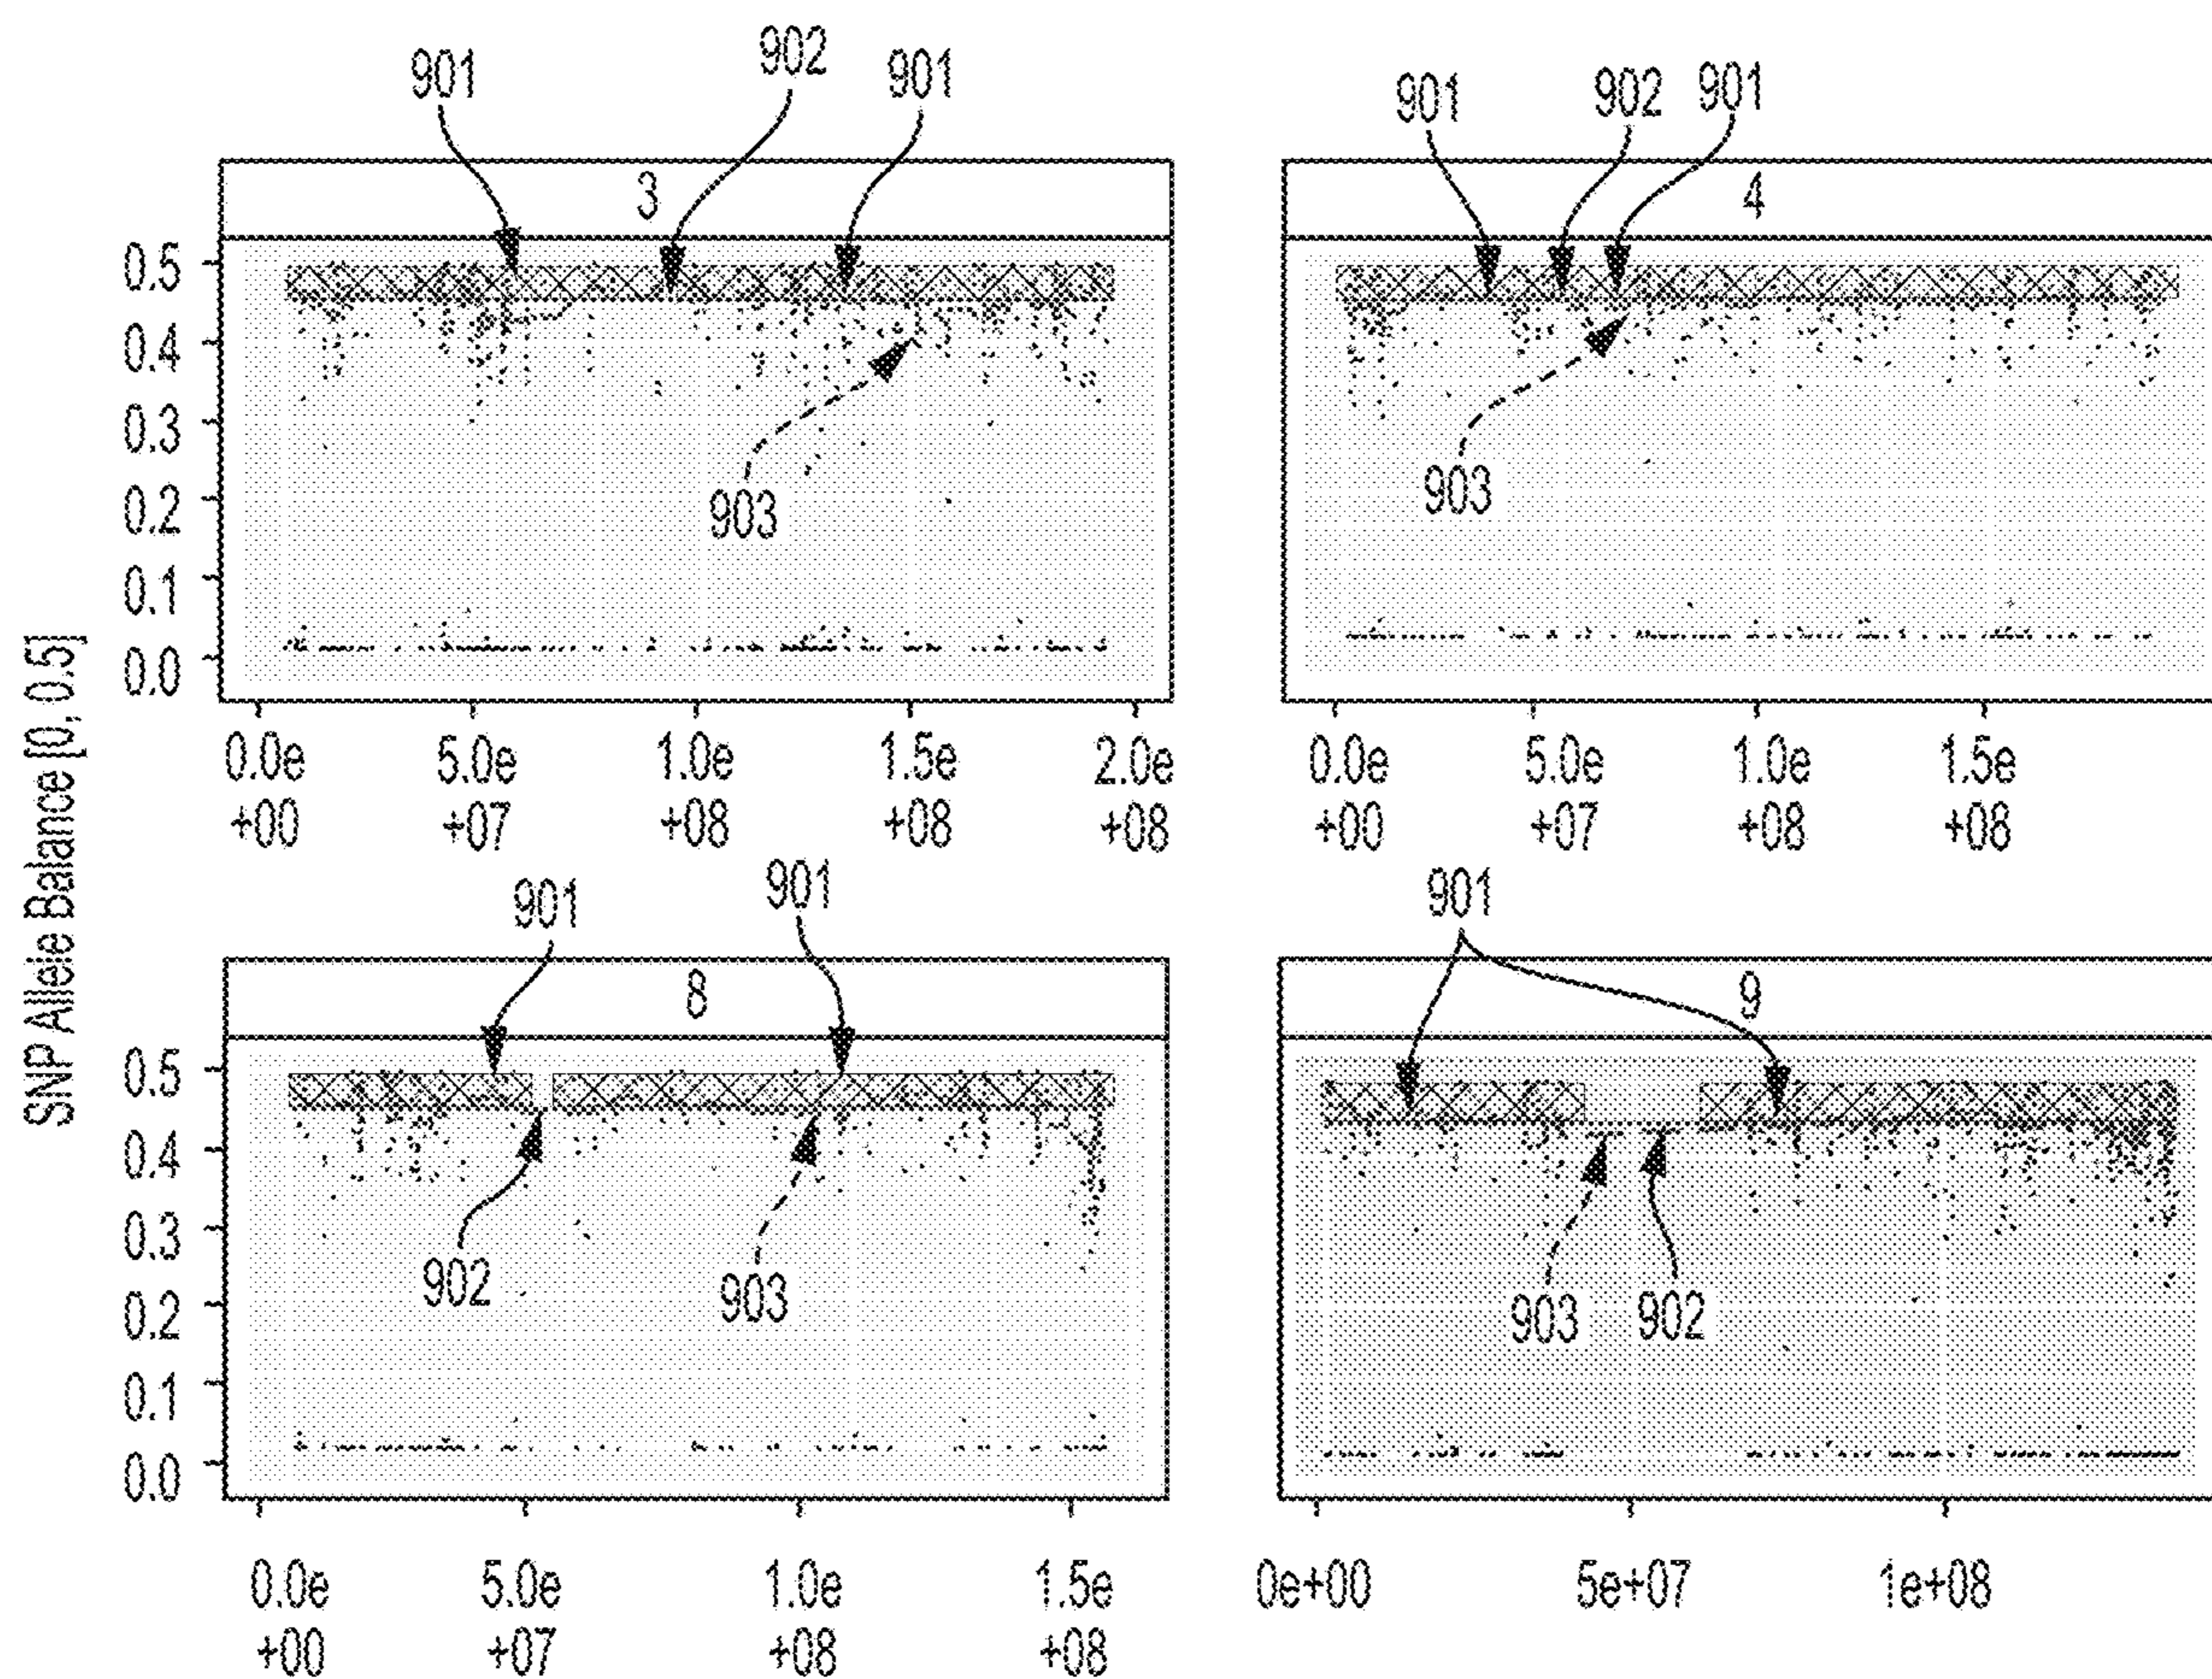 901 902 901
3
0.5
0.4
0.3
0.2
0.1
0.0
903
0.0e +00
5.0e +07
1.0e +08
1.5e +08
2.0e +08
901 902 901
4
903
0.0e +00
5.0e +07
1.0e +08
1.5e +08
SNP Allele Balance [0, 0.5]
901 901
8
0.5
0.4
0.3
0.2
0.1
0.0
902 903
0.0e +00
5.0e +07
1.0e +08
1.5e +08
901
9
903 902
0e+00 5e+07 1e+08